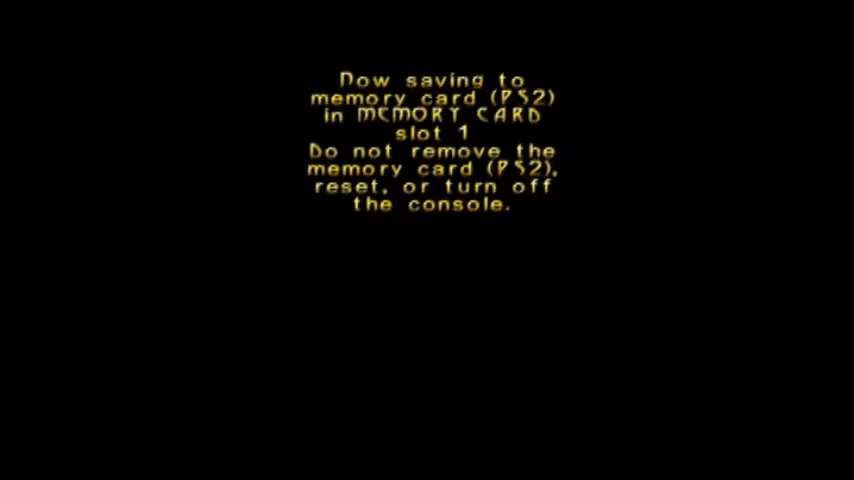 Now saving to
memory card (PS2)
in MEMORY CARD
slot 1
Do not remove the
memory card (PS2),
reset, or turn off
the console.